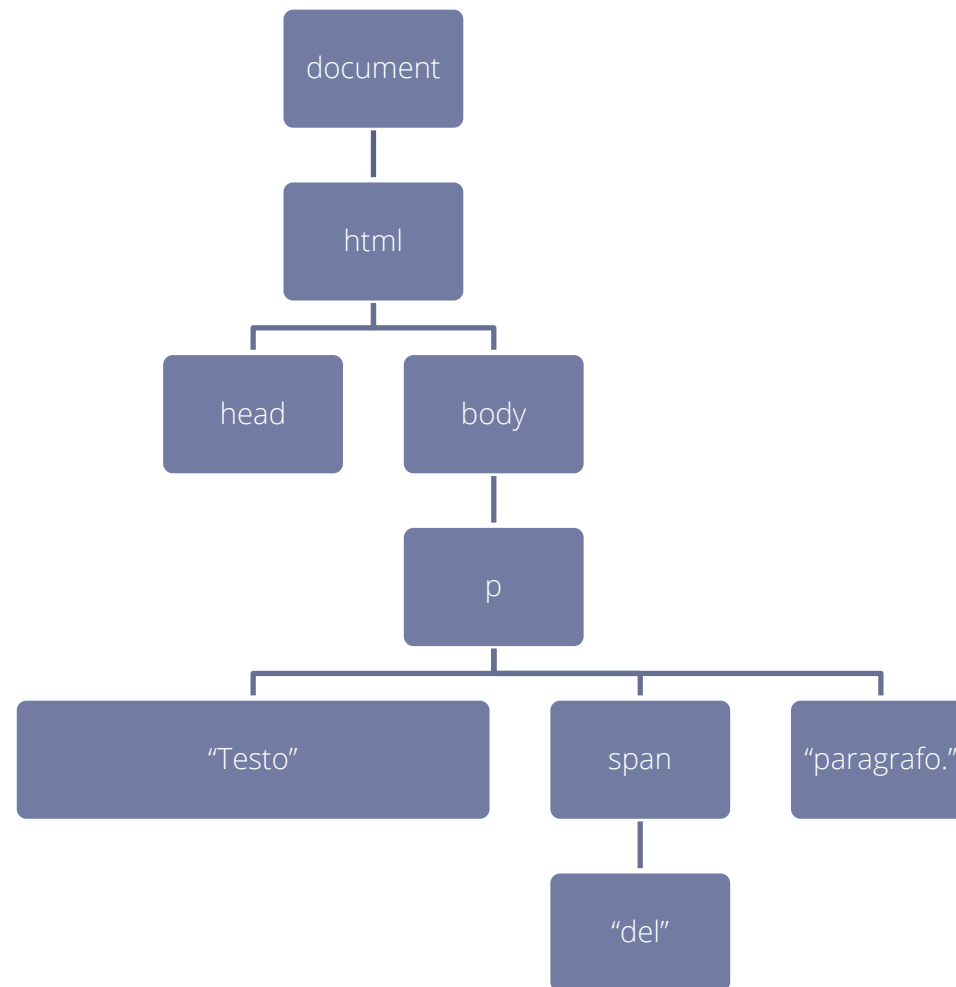 document
html
head
body
p
“Testo”
span
“paragrafo.”
“del”